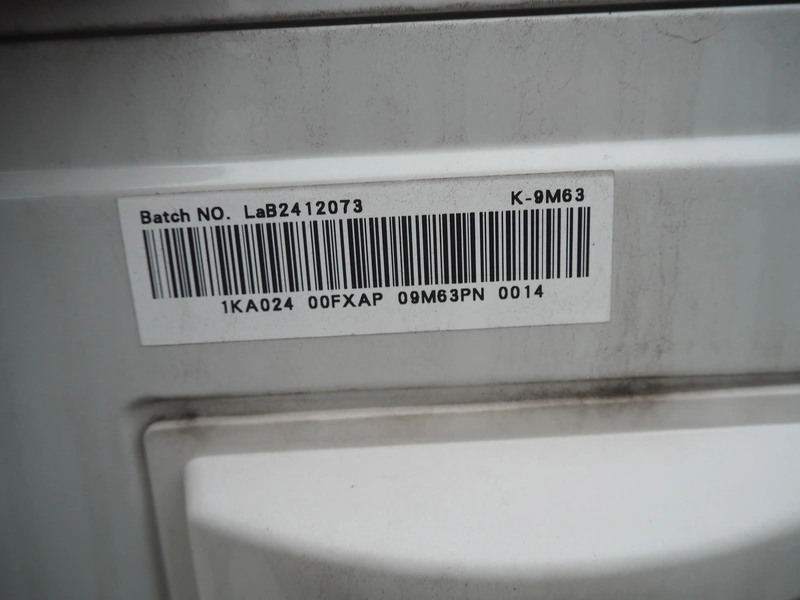 Batch NO. LaB2412073 K-9M63
1KA024 00FXAP 09M63PN 0014